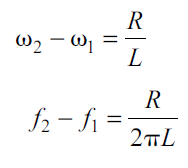 ω₂ − ω₁ = R/L
f₂ − f₁ = R/2πL